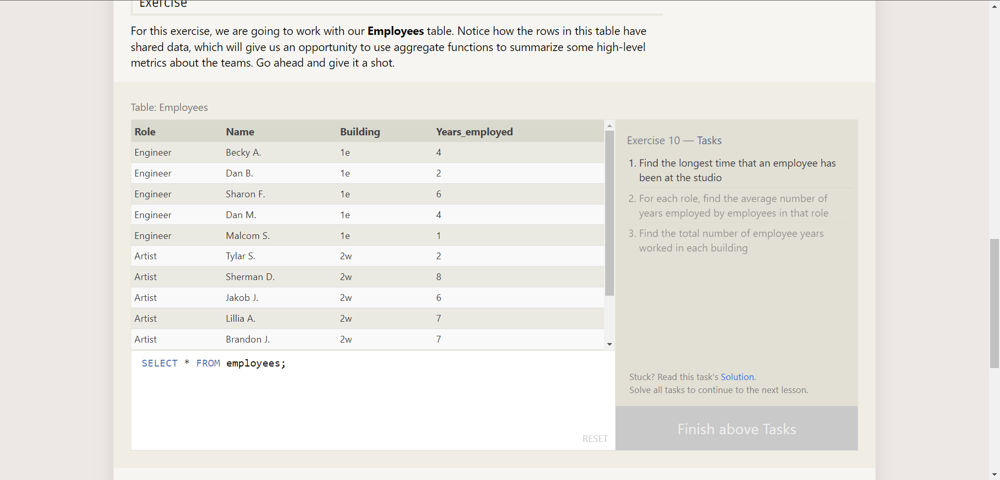 Exercise
For this exercise, we are going to work with our Employees table. Notice how the rows in this table have
shared data, which will give us an opportunity to use aggregate functions to summarize some high-level
metrics about the teams. Go ahead and give it a shot.
Table: Employees
Role Name Building Years_employed
Engineer Becky A. 1e 4
Engineer Dan B. 1e 2
Engineer Sharon F. 1e 6
Engineer Dan M. 1e 4
Engineer Malcom S. 1e 1
Artist Tylar S. 2w 2
Artist Sherman D. 2w 8
Artist Jakob J. 2w 6
Artist Lillia A. 2w 7
Artist Brandon J. 2w 7
SELECT * FROM employees;
RESET
Exercise 10 — Tasks
1. Find the longest time that an employee has
been at the studio
2. For each role, find the average number of
years employed by employees in that role
3. Find the total number of employee years
worked in each building
Stuck? Read this task's Solution.
Solve all tasks to continue to the next lesson.
Finish above Tasks